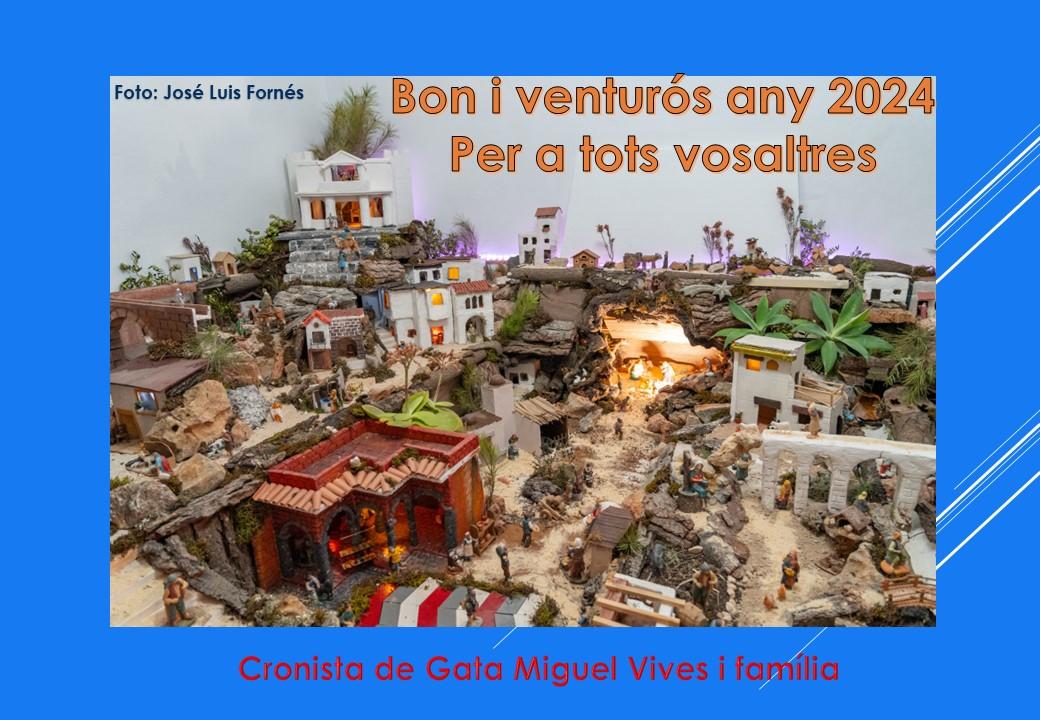 Foto: José Luis Fornés
Bon i venturós any 2024
Per a tots vosaltres
Cronista de Gata Miguel Vives i família